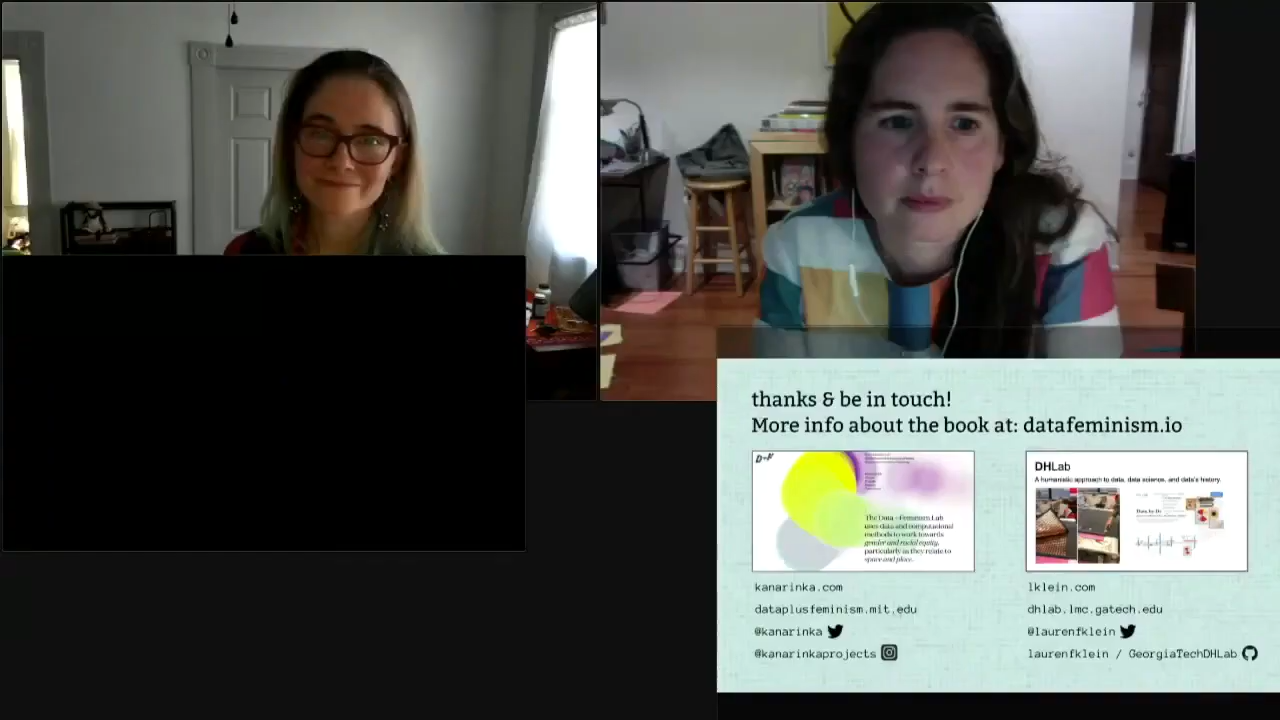 thanks & be in touch!
More info about the book at: datafeminism.io
D+F
The Data + Feminism Lab
uses data and computational
methods to work towards
gender and racial equity,
particularly as they relate to
space and place.
DHLab
A humanistic approach to data, data science, and data's history.
kanarinka.com
dataplusfeminism.mit.edu
@kanarinka
@kanarinkaprojects
lklein.com
dhlab.lmc.gatech.edu
@laurenfklein
laurenfklein / GeorgiaTechDHLab